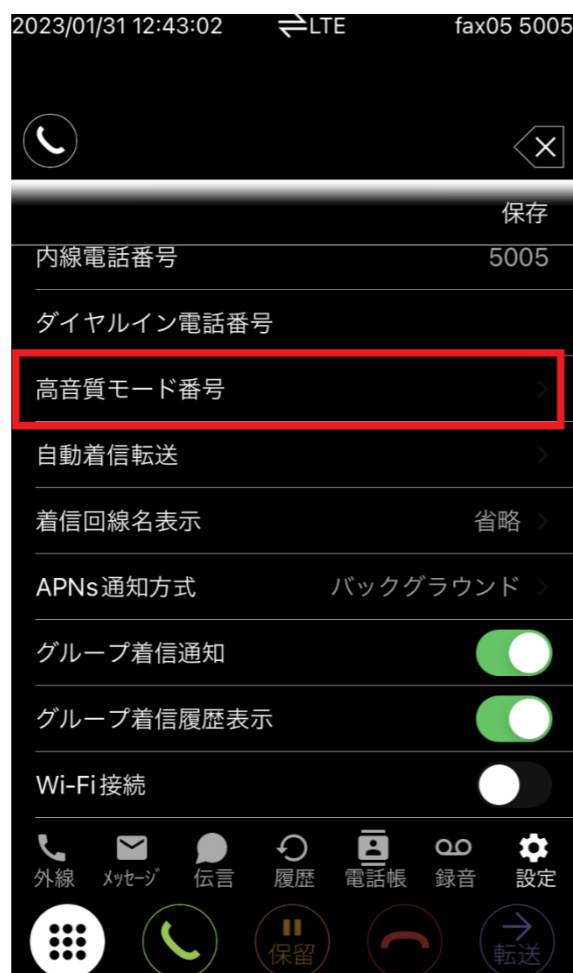 2023/01/31 12:43:02 LTE fax05 5005
保存
内線電話番号 5005
ダイヤルイン電話番号
高音質モード番号
自動着信転送
着信回線名表示 省略
APNs通知方式 バックグラウンド
グループ着信通知
グループ着信履歴表示
Wi-Fi接続
外線 メッセージ 伝言 履歴 電話帳 録音 設定
保留 転送